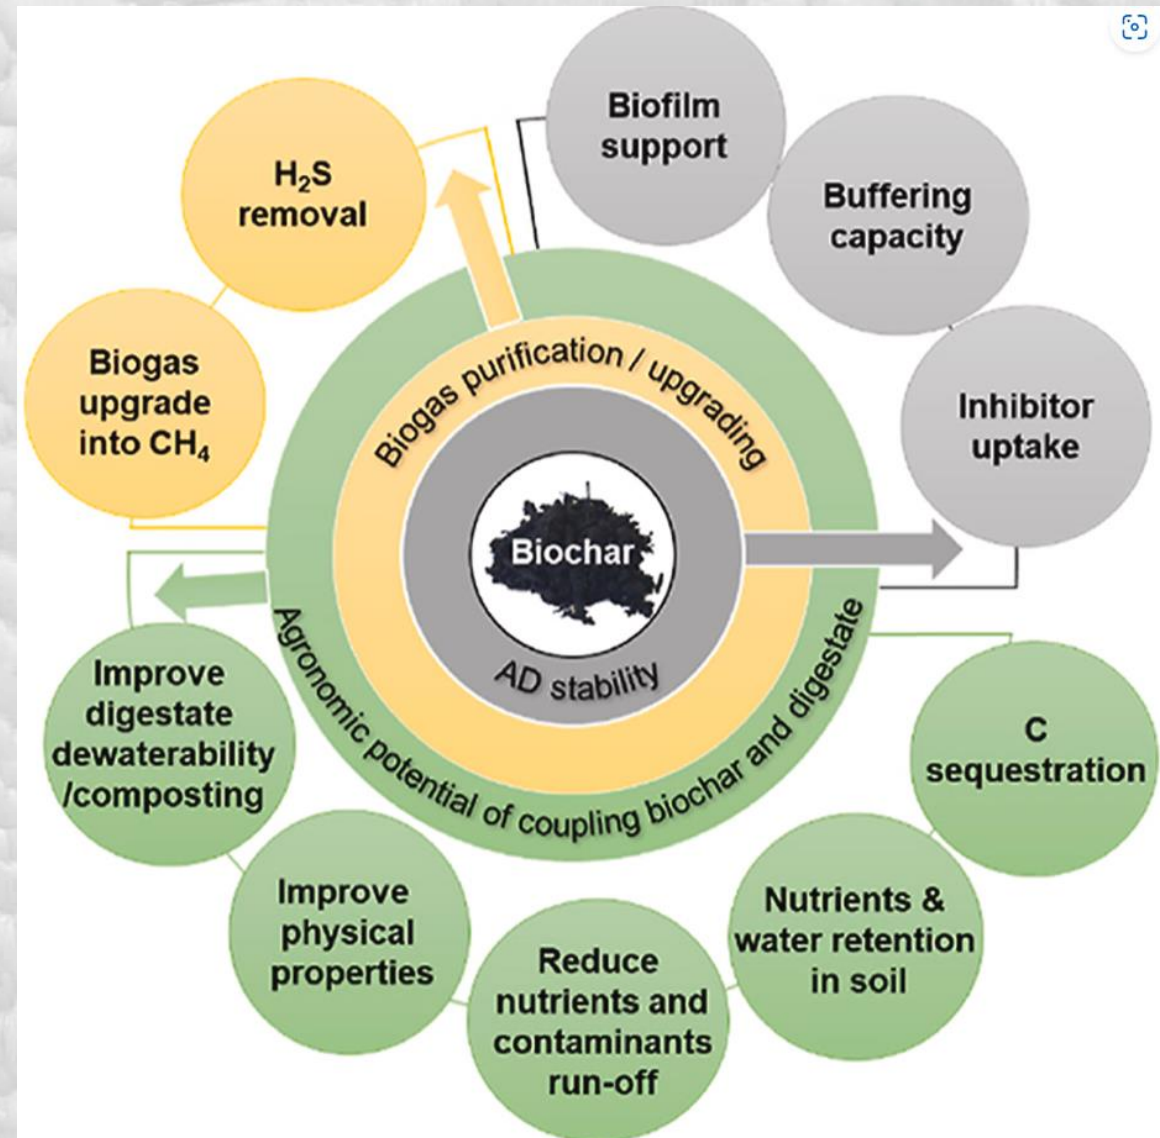 Biofilm
support
Buffering
capacity
Inhibitor
uptake
H₂S
removal
Biogas
upgrade
into CH₄
Biogas purification / upgrading
Biochar
AD stability
Agronomic potential of coupling biochar and digestate
Improve
digestate
dewaterability
/composting
Improve
physical
properties
Reduce
nutrients and
contaminants
run-off
Nutrients &
water retention
in soil
C
sequestration